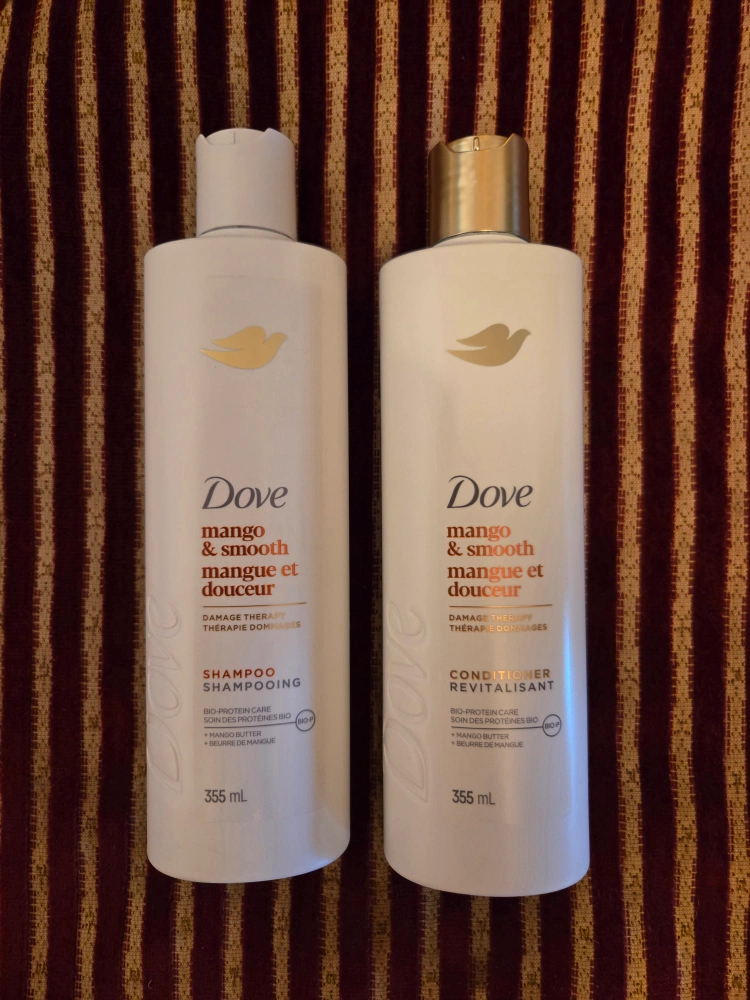 Dove
mango
& smooth
mangue et
douceur
DAMAGE THERAPY
THÉRAPIE DOMMAGES
SHAMPOO
SHAMPOOING
BIO-PROTEIN CARE
SOIN DES PROTÉINES BIO
BIO-P
+ MANGO BUTTER
+ BEURRE DE MANGUE
355 mL
Dove
Dove
mango
& smooth
mangue et
douceur
DAMAGE THERAPY
THÉRAPIE DOMMAGES
CONDITIONER
REVITALISANT
BIO-PROTEIN CARE
SOIN DES PROTÉINES BIO
BIO-P
+ MANGO BUTTER
+ BEURRE DE MANGUE
355 mL
Dove